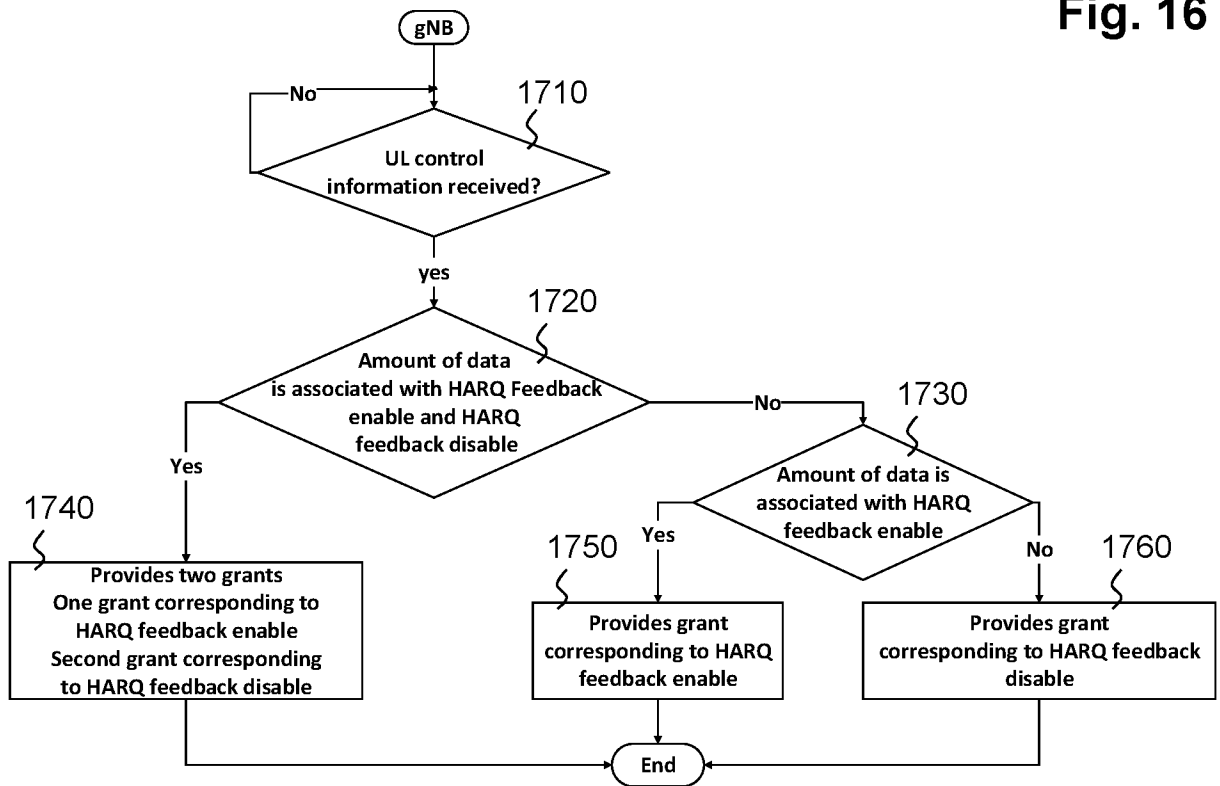 Fig. 16
gNB
No
1710
UL control
information received?
yes
1720
Amount of data
is associated with HARQ Feedback
enable and HARQ
feedback disable
No
1730
Yes
Amount of data is
associated with HARQ
feedback enable
1740
Yes
1750
No
1760
Provides two grants
One grant corresponding to
HARQ feedback enable
Second grant corresponding
to HARQ feedback disable
Provides grant
corresponding to HARQ
feedback enable
Provides grant
corresponding to HARQ feedback
disable
End